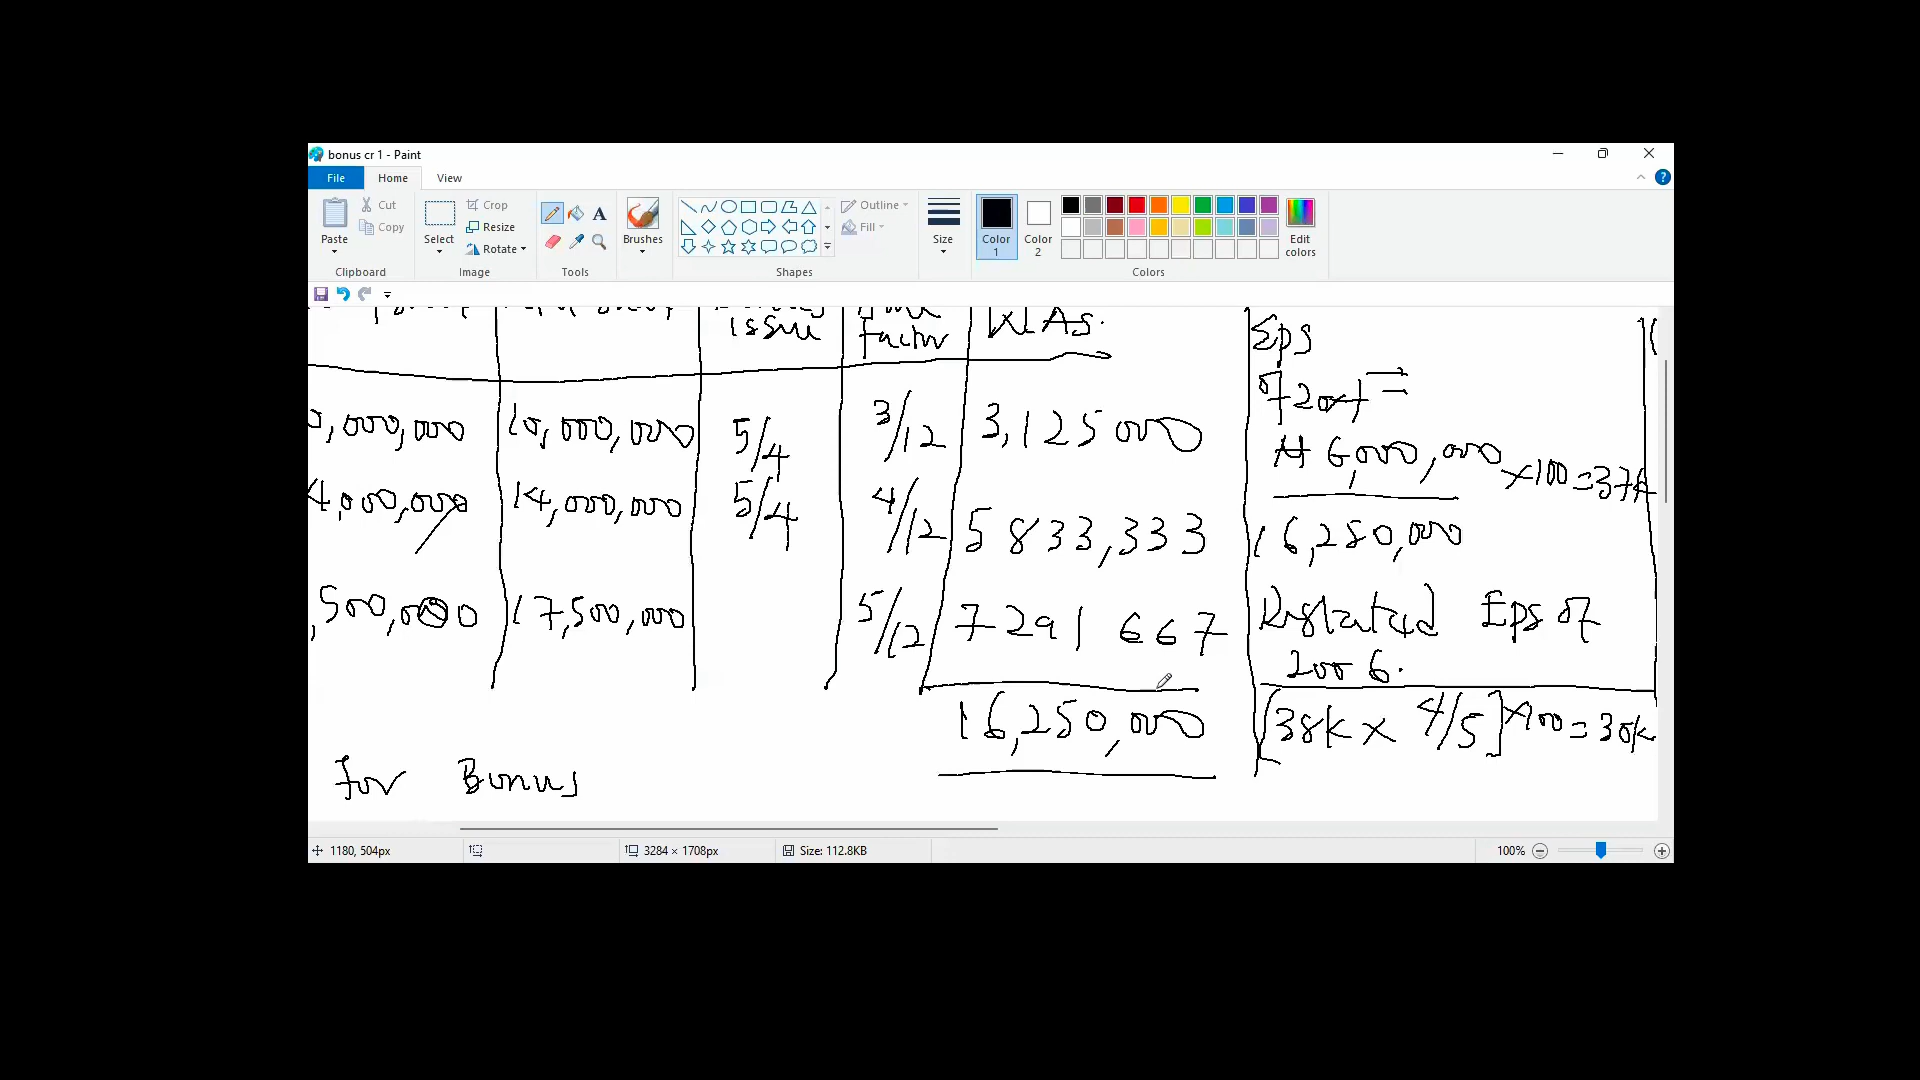 bonus cr 1 - Paint
File Home View
Cut
Copy
Paste
Clipboard
Crop
Resize
Rotate
Select
Image
A
Tools
Brushes
Outline
Fill
Shapes
Size
Color 1
Color 2
Edit colors
Colors
issue
factor
WAS.
Eps
0,000,000 10,000,000 5/4 3/12 3,125 000
₦ 6,000,000 ×100 = 37k
4,000,000 14,000,000 5/4 4/12 5 833,333
16,250,000
,500,000 17,500,000 5/12 7 291 667
Restated Eps of
2006.
16,250,000
[38k × 4/5] ×100 = 30k
for Bonus
1180, 504px
3284 × 1708px
Size: 112.8KB
100%